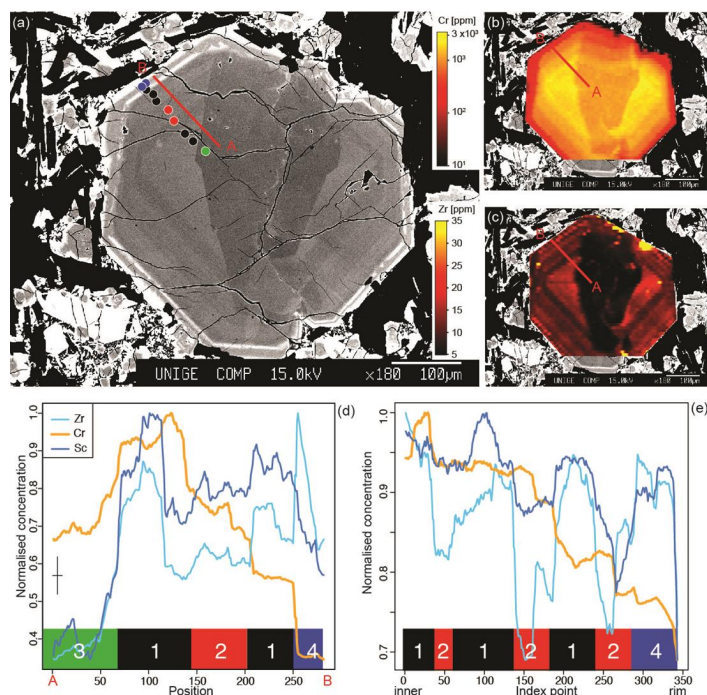 (a)
B
A
Cr [ppm]
3 x10³
10²
10¹
Zr [ppm]
35
30
25
20
15
10
5
UNIGE COMP 15.0kV ×180 100μm
(b)
B
A
UNIGE COMP 15.0kV ×180 100μm
(c)
B
A
UNIGE COMP 15.0kV ×180 100μm
(d)
Zr
Cr
Sc
Normalised concentration
1.0
0.9
0.8
0.7
0.6
0.5
0.4
3 1 2 1 4
0 50 100 150 200 250
A Position B
(e)
Normalised concentration
1.0
0.9
0.8
0.7
1 2 1 2 1 2 4
0 50 100 150 200 250 300 350
inner Index point rim